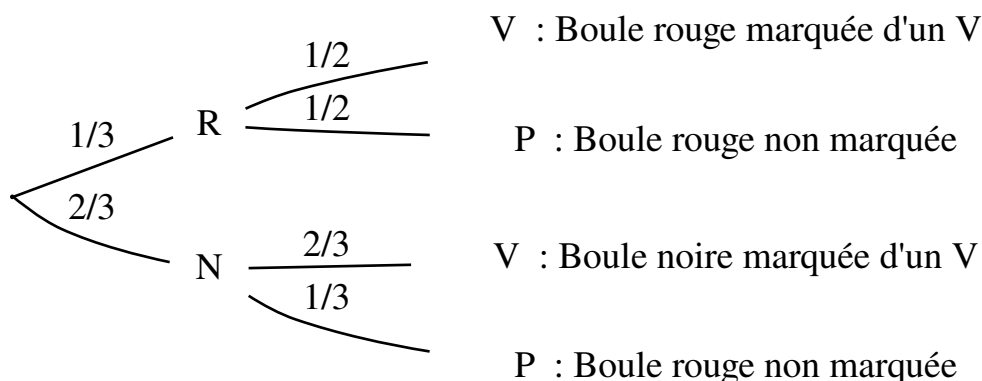 V : Boule rouge marquée d'un V
1/2
1/2
R
1/3
P : Boule rouge non marquée
2/3
2/3
V : Boule noire marquée d'un V
N
1/3
P : Boule rouge non marquée